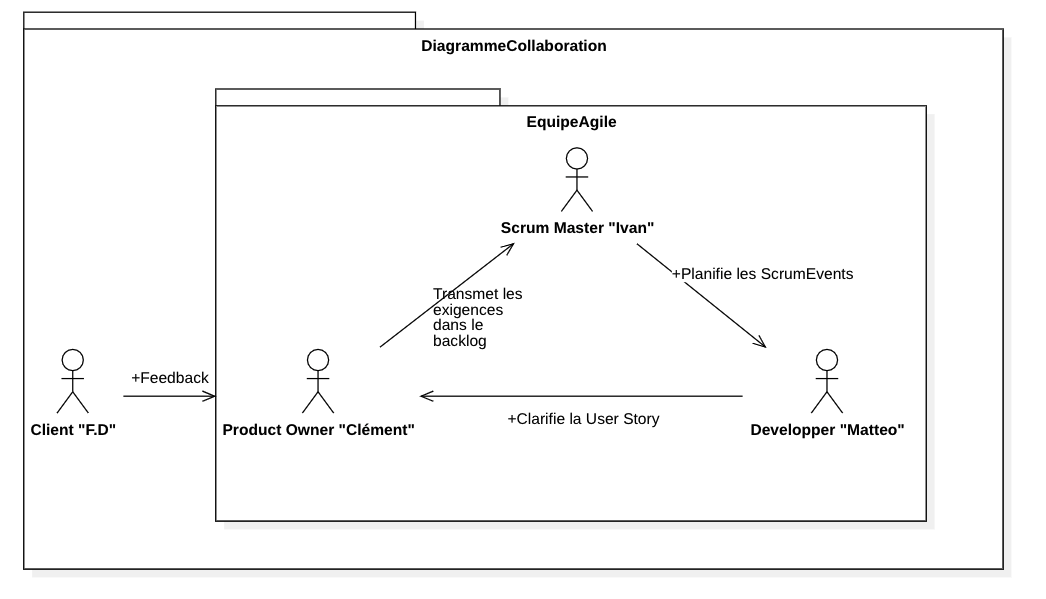 DiagrammeCollaboration
EquipeAgile
Scrum Master "Ivan"
+Planifie les ScrumEvents
Transmet les
exigences
dans le
backlog
+Feedback
+Clarifie la User Story
Client "F.D"
Product Owner "Clément"
Developper "Matteo"